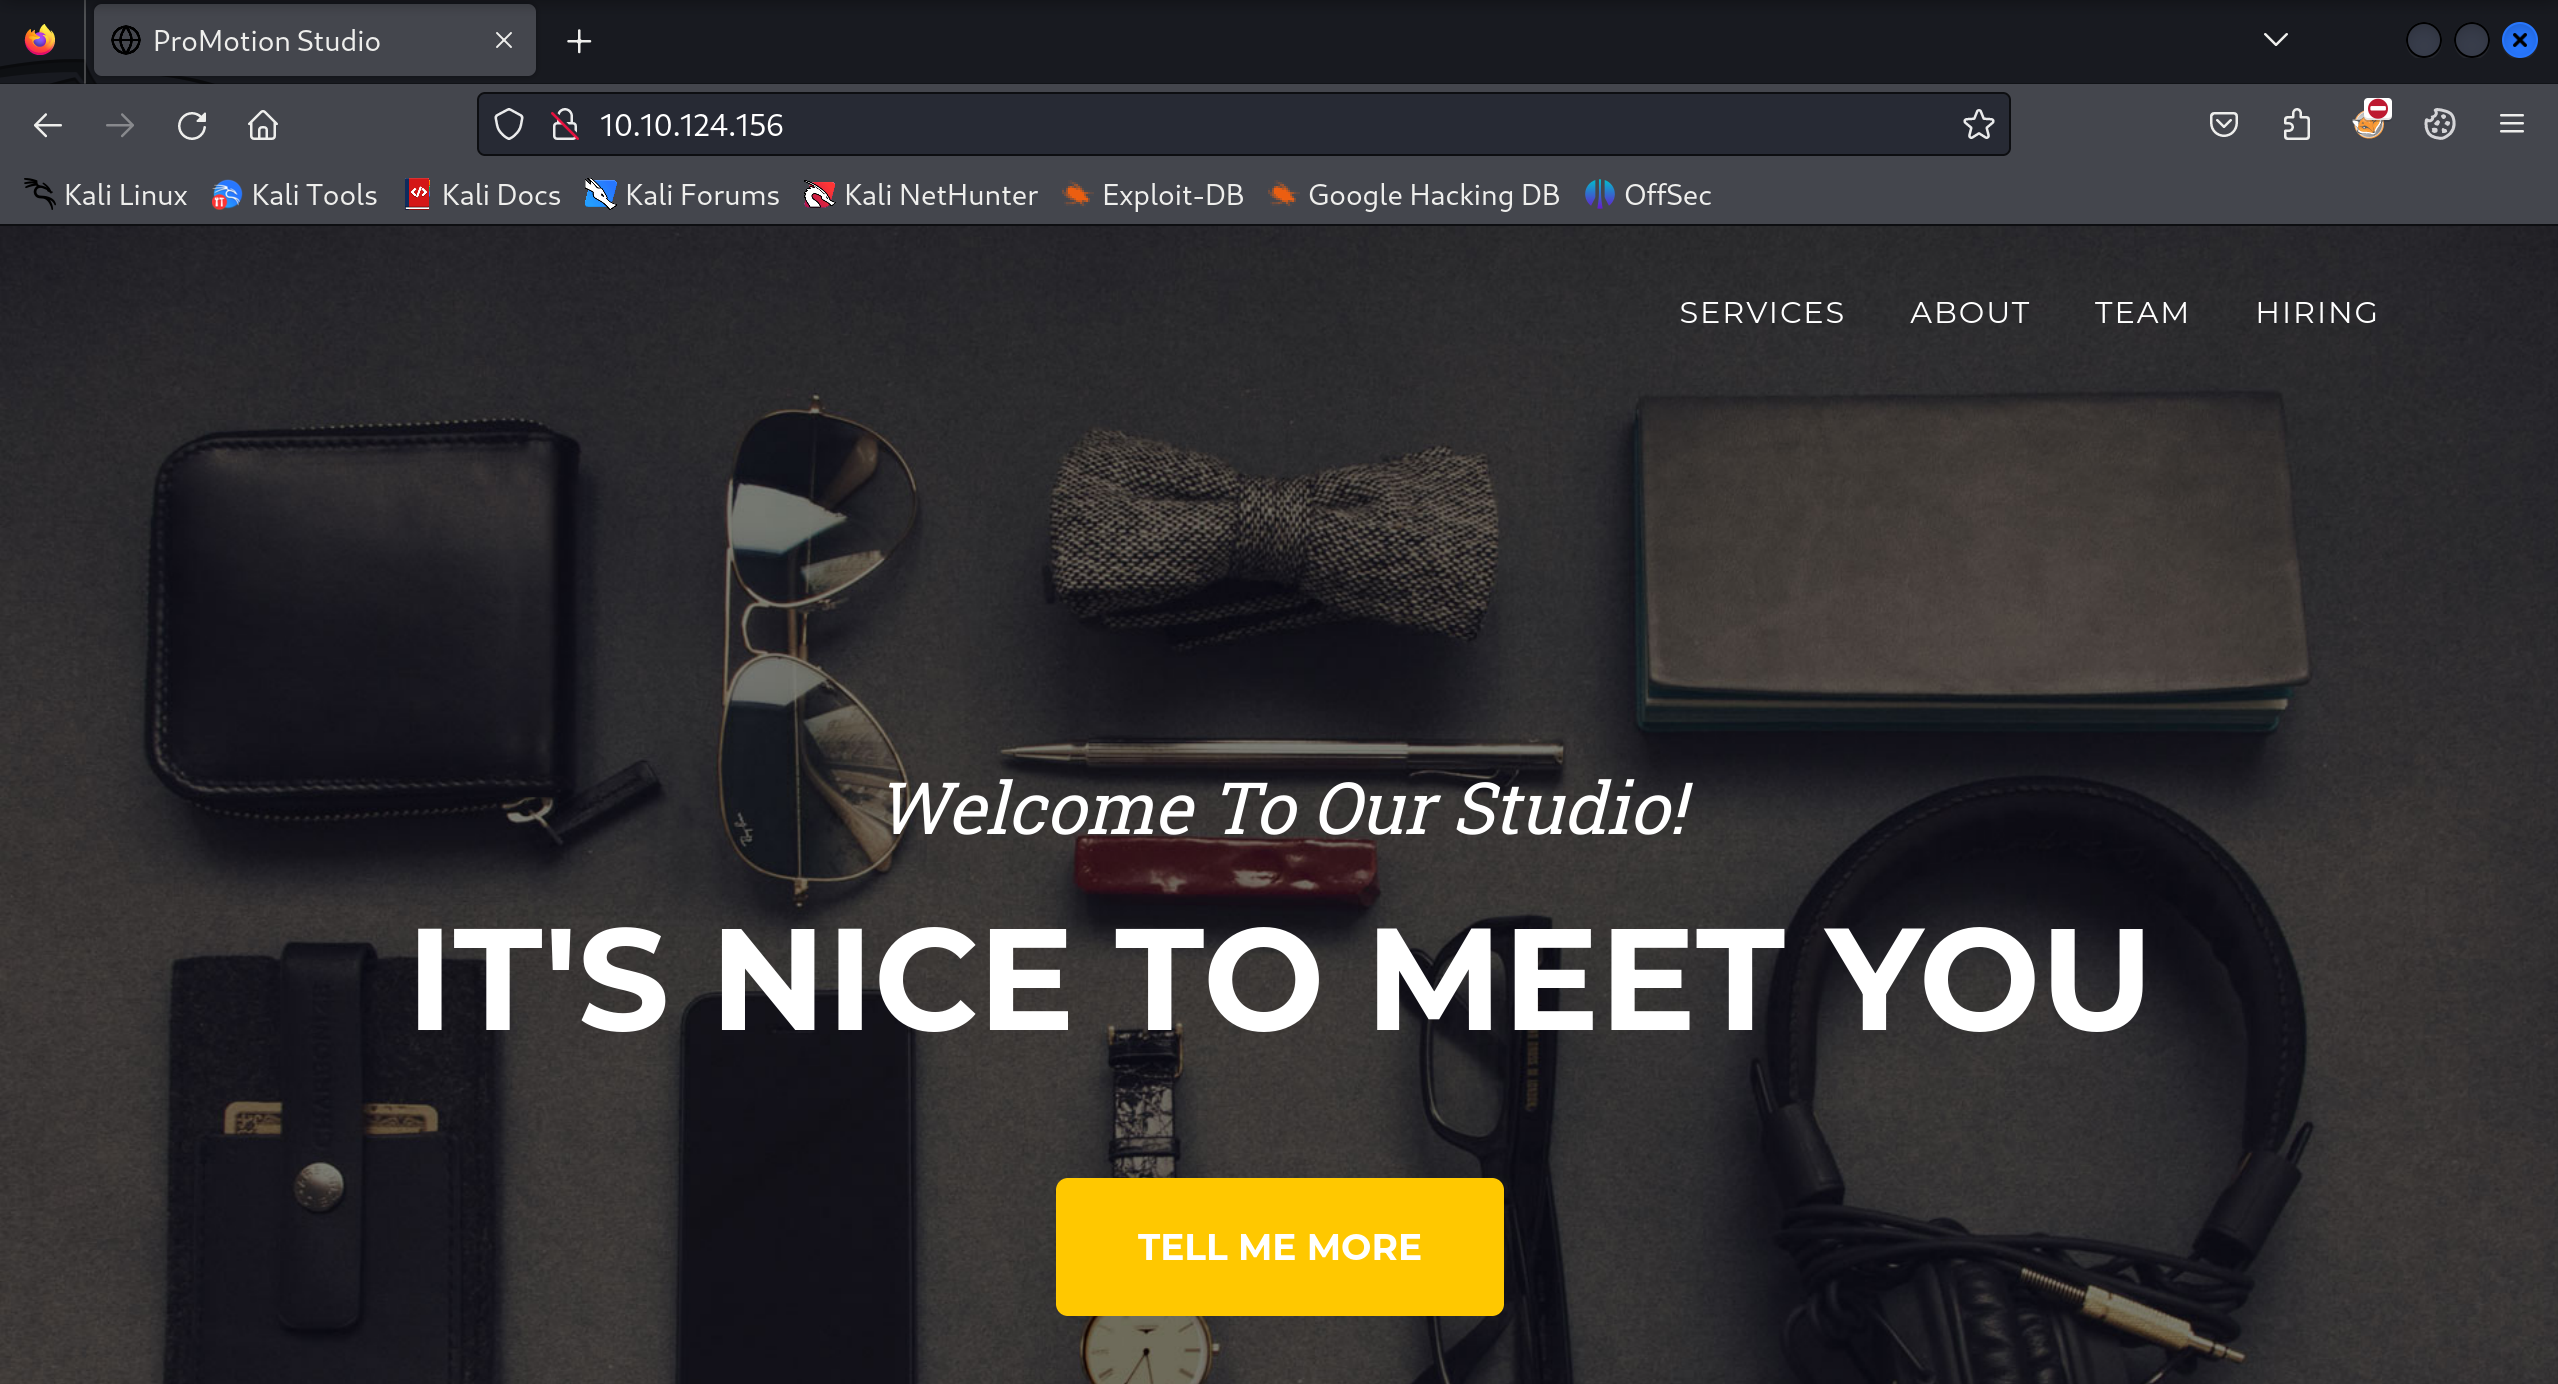 ProMotion Studio
10.10.124.156
Kali Linux Kali Tools Kali Docs Kali Forums Kali NetHunter Exploit-DB Google Hacking DB OffSec
SERVICES ABOUT TEAM HIRING
Welcome To Our Studio!
IT'S NICE TO MEET YOU
TELL ME MORE